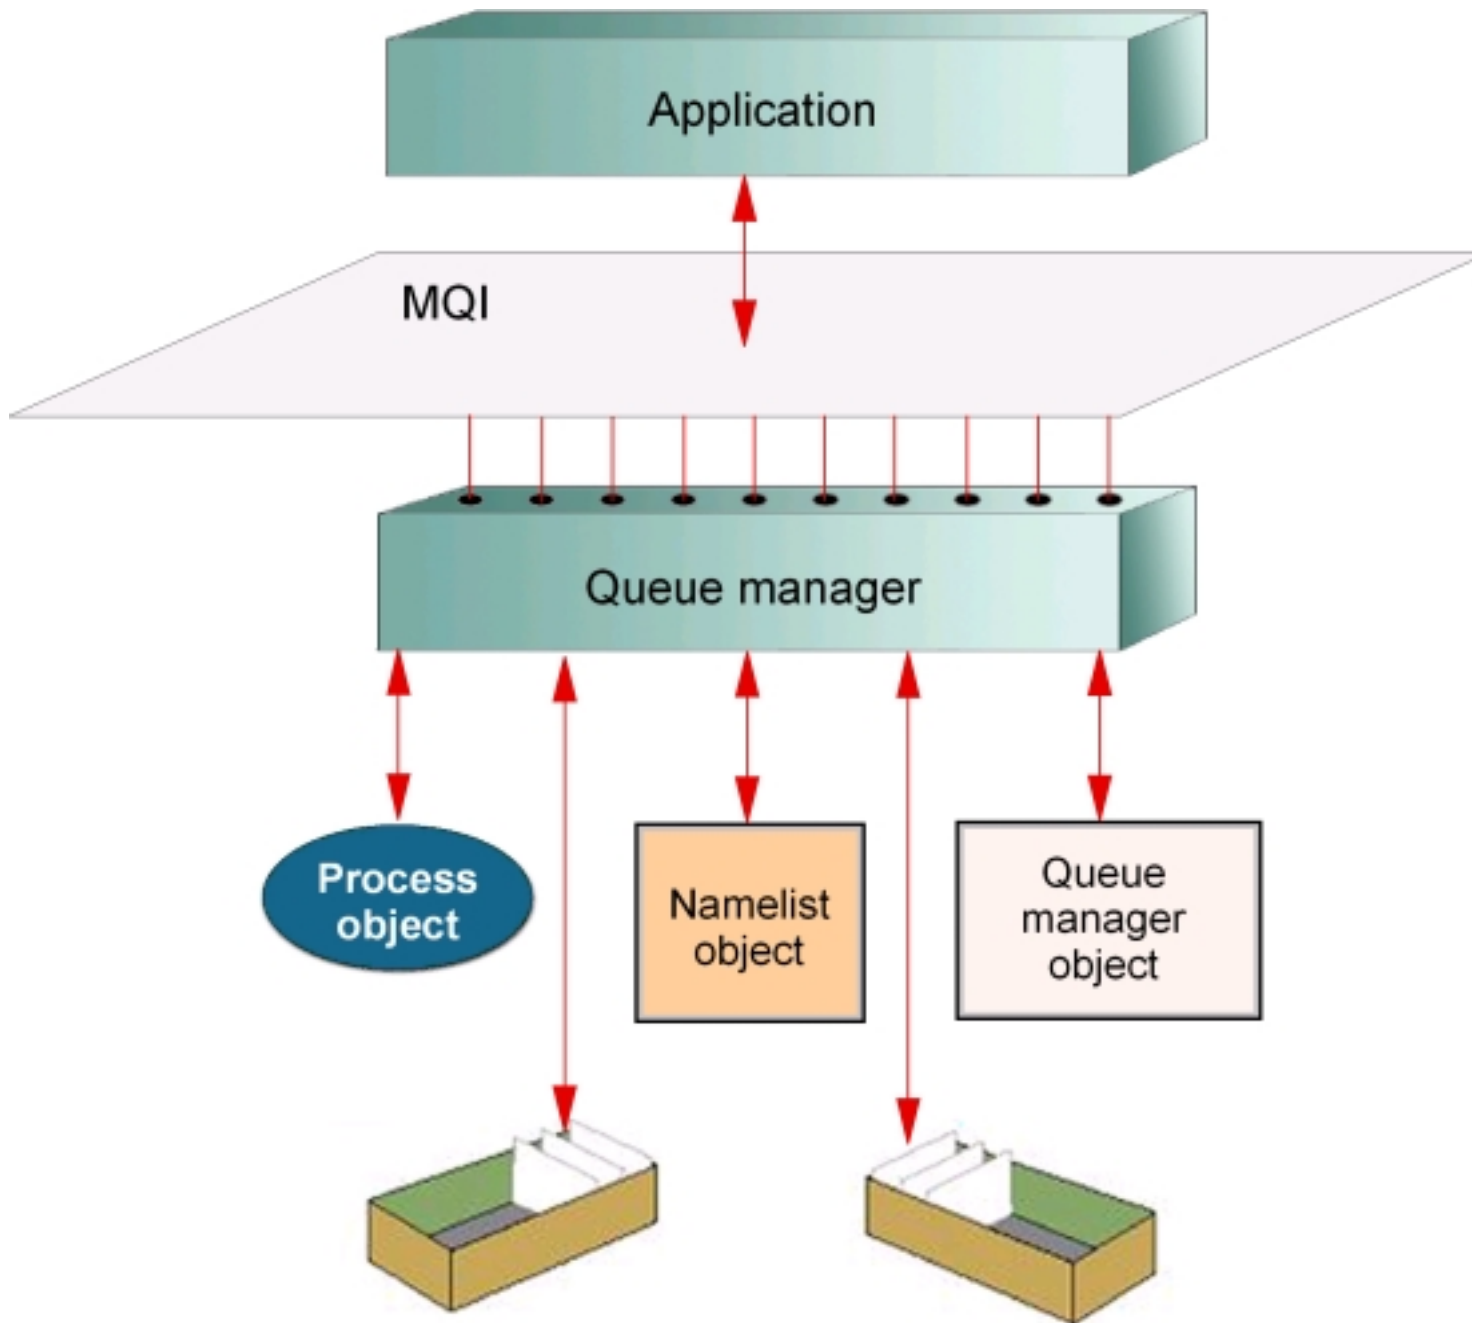 Application
MQI
Queue manager
Process
object
Namelist
object
Queue
manager
object